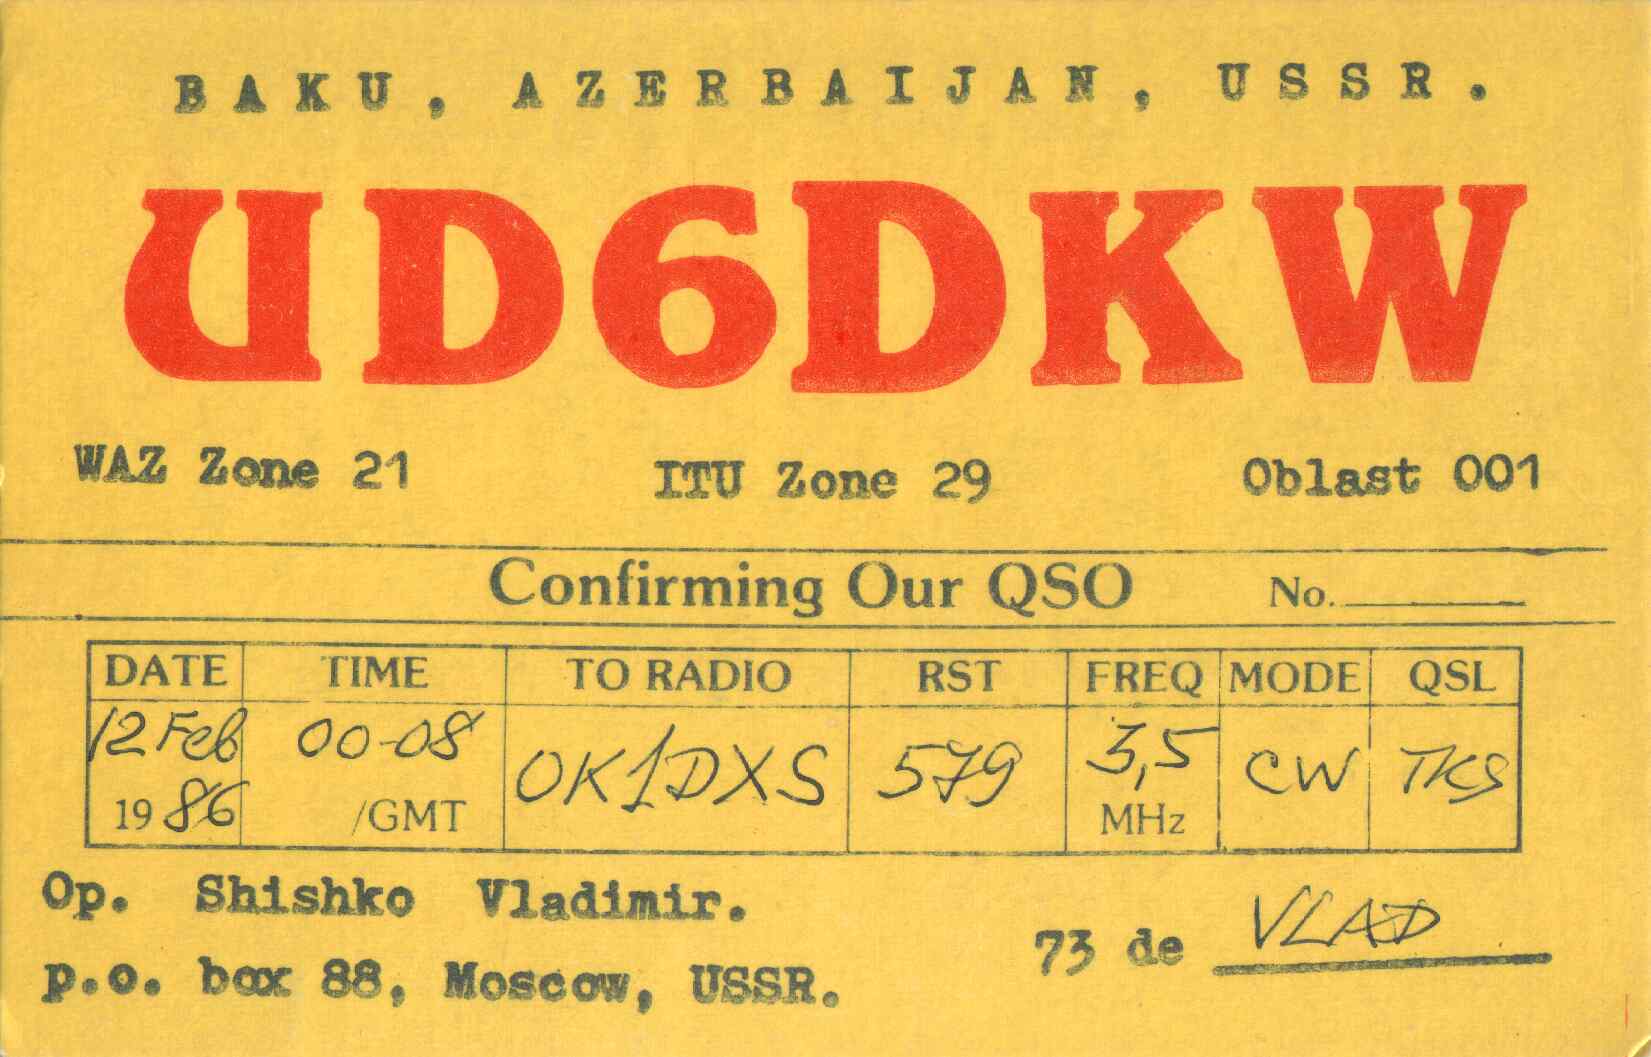 BAKU, AZERBAIJAN, USSR.
UD6DKW
WAZ Zone 21 ITU Zone 29 Oblast 001
Confirming Our QSO No.
DATE TIME TO RADIO RST FREQ MODE QSL
12 Feb 00-08 OK1DXS 579 3,5 CW TKS
1986 /GMT MHz
Op. Shishko Vladimir.
73 de VLAD
p.o. box 88, Moscow, USSR.